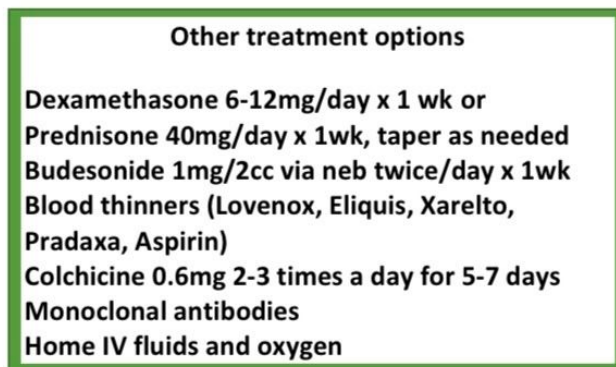 Other treatment options
Dexamethasone 6-12mg/day x 1 wk or
Prednisone 40mg/day x 1wk, taper as needed
Budesonide 1mg/2cc via neb twice/day x 1wk
Blood thinners (Lovenox, Eliquis, Xarelto,
Pradaxa, Aspirin)
Colchicine 0.6mg 2-3 times a day for 5-7 days
Monoclonal antibodies
Home IV fluids and oxygen